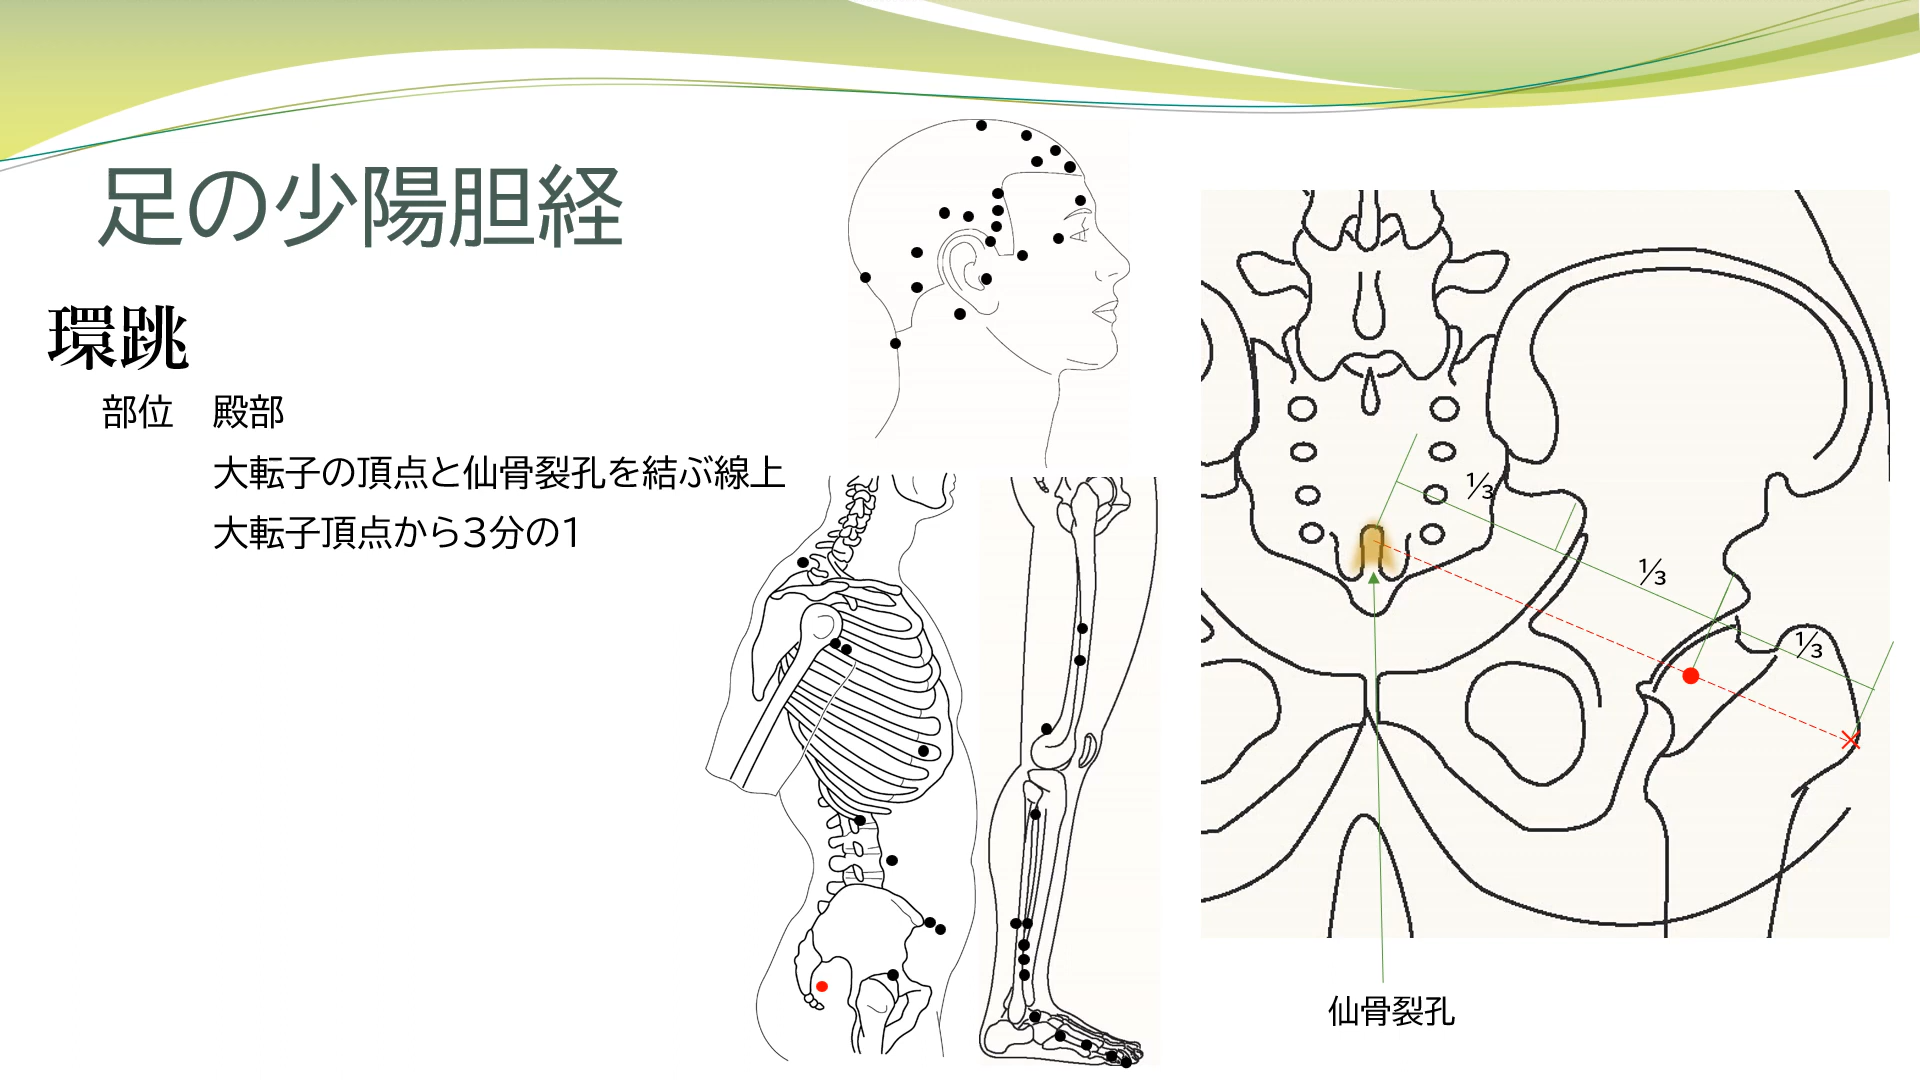 足の少陽胆経
環跳
部位 殿部
大転子の頂点と仙骨裂孔を結ぶ線上
大転子頂点から3分の1
⅓
⅓
⅓
仙骨裂孔